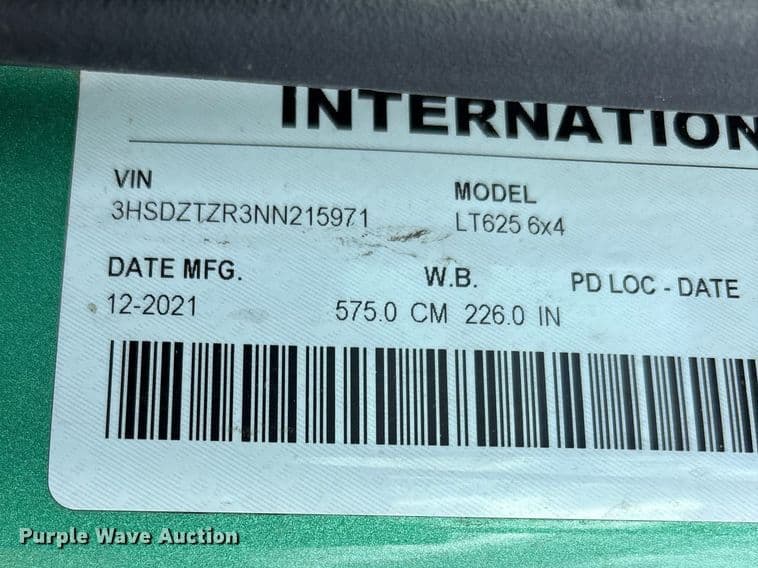 INTERNATION
VIN
3HSDZTZR3NN215971
MODEL
LT625 6x4
DATE MFG.
12-2021
W.B.
575.0 CM 226.0 IN
PD LOC - DATE
Purple Wave Auction